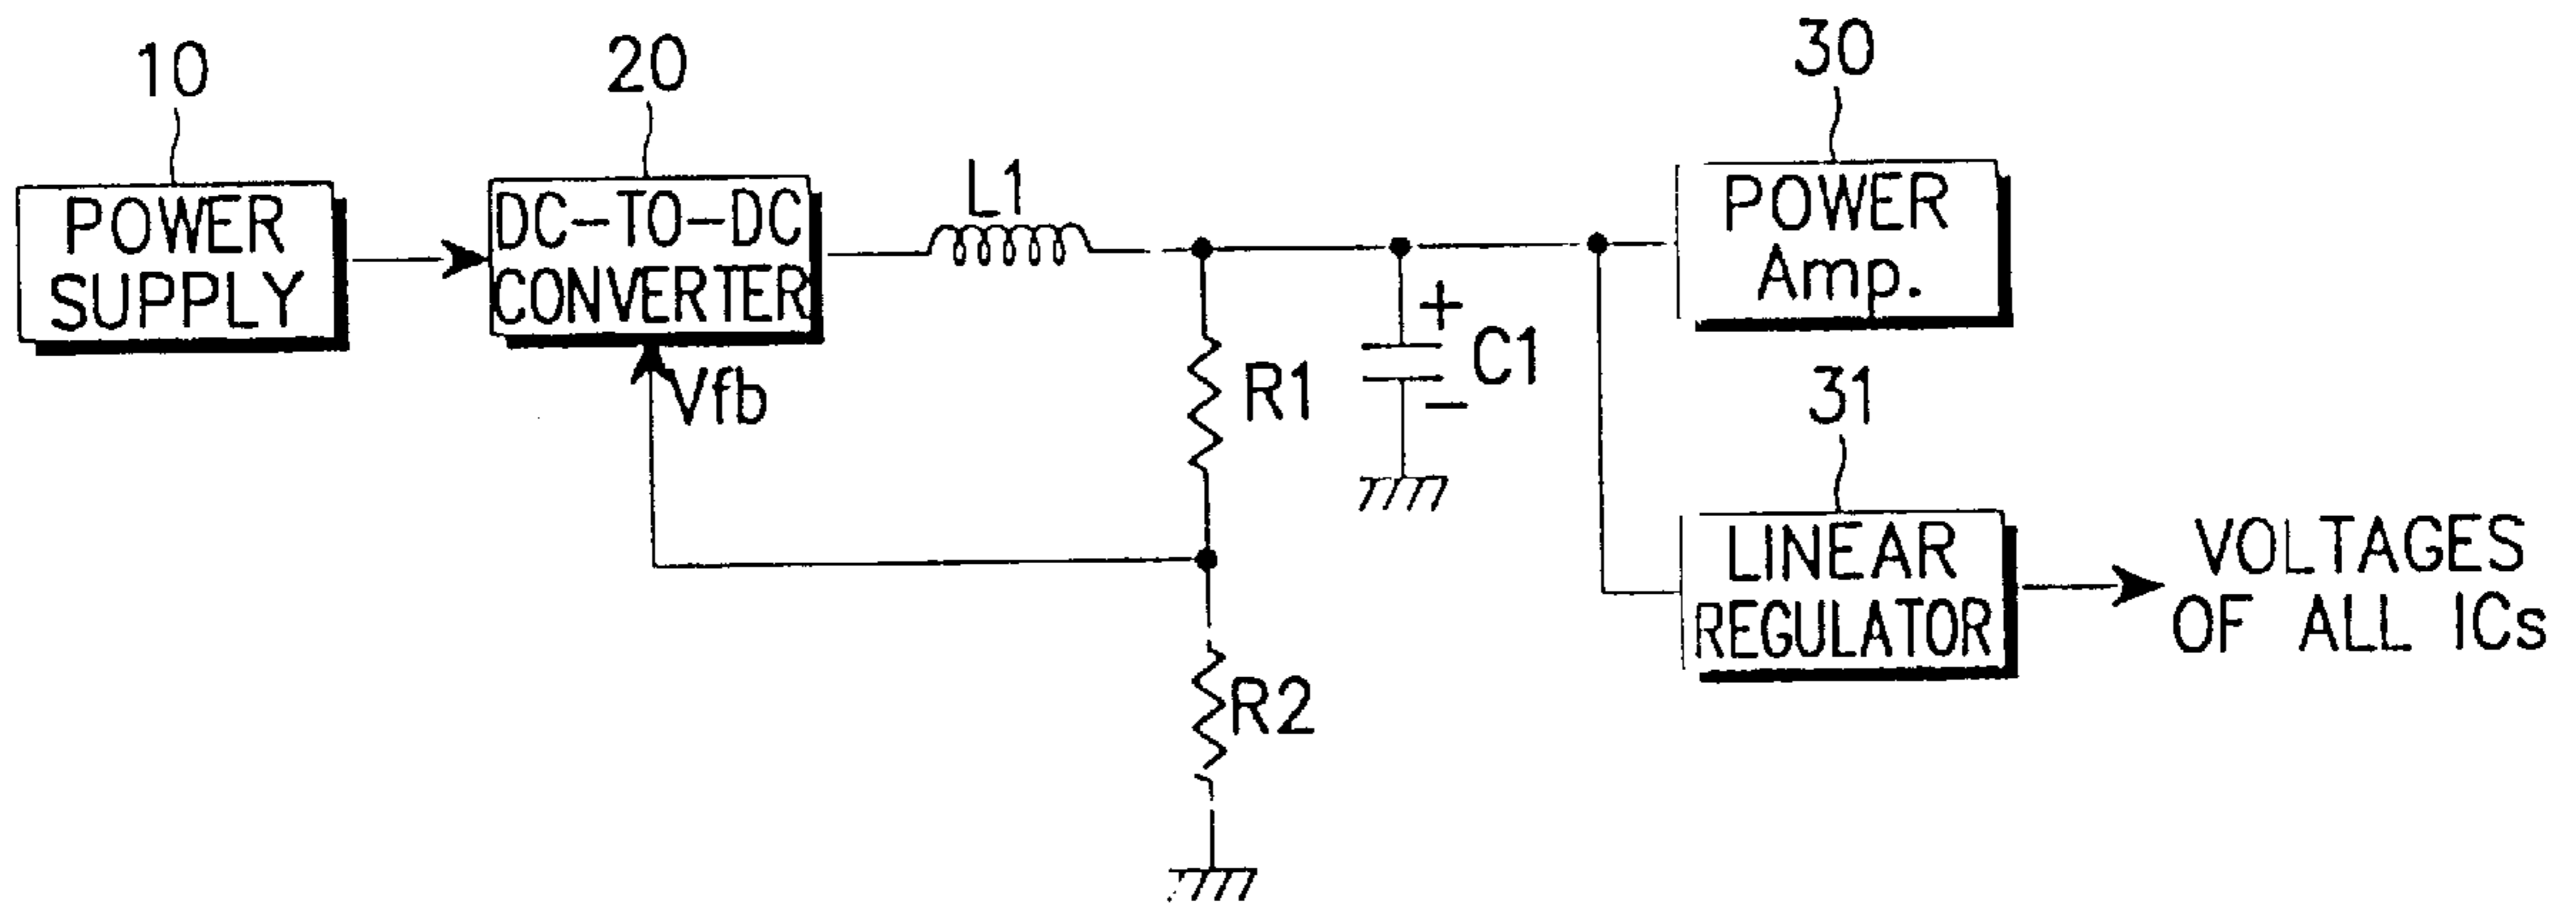 10
20
30
POWER
SUPPLY
DC-TO-DC
CONVERTER
L1
POWER
Amp.
Vfb
R1
+
C1
-
31
LINEAR
REGULATOR
VOLTAGES
OF ALL ICs
R2